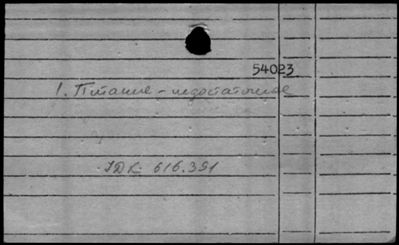 54023
1. Питание - недостаточное
УДК 616.391